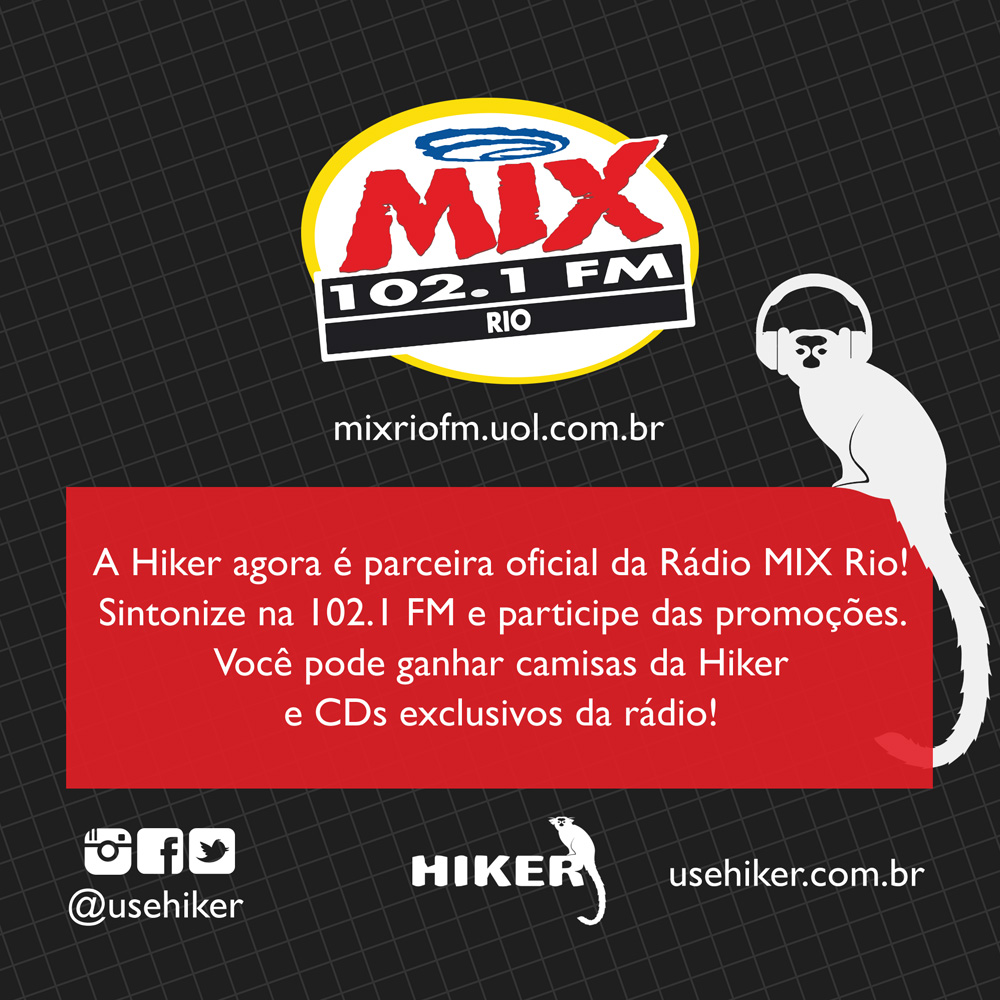 MIX
102.1 FM
RIO
mixriofm.uol.com.br
A Hiker agora é parceira oficial da Rádio MIX Rio!
Sintonize na 102.1 FM e participe das promoções.
Você pode ganhar camisas da Hiker
e CDs exclusivos da rádio!
@usehiker
HIKER
usehiker.com.br